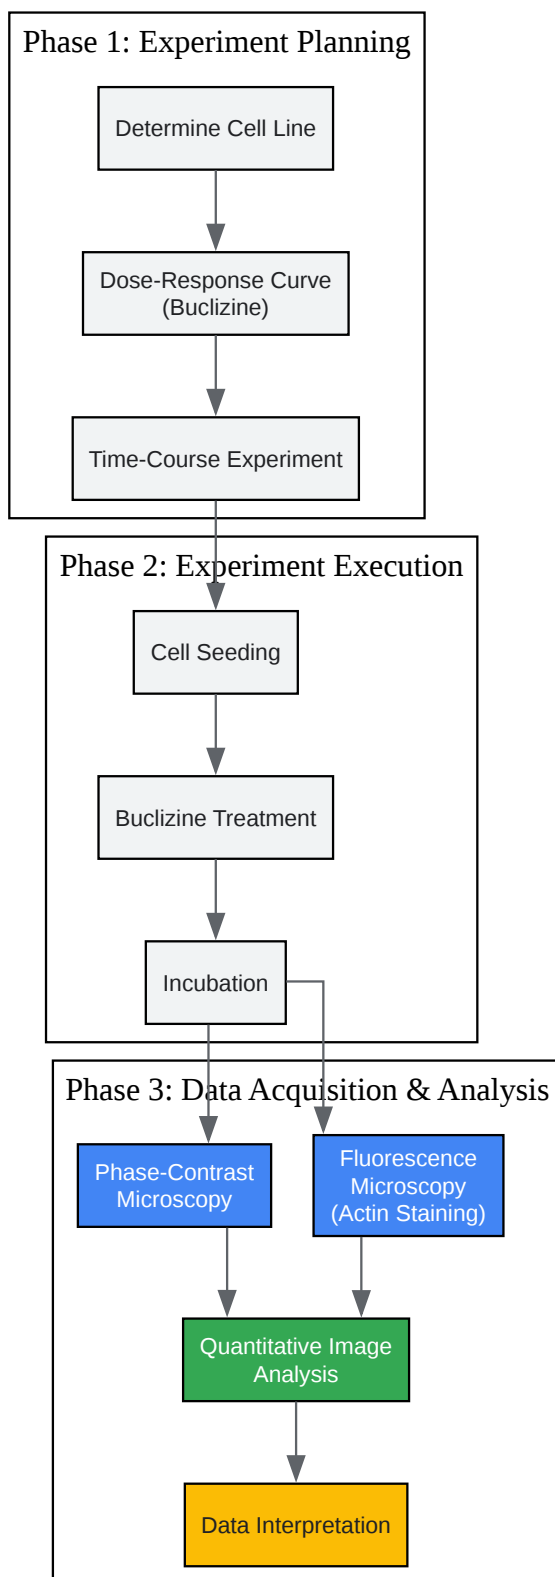 Phase 1: Experiment Planning
Determine Cell Line
Dose-Response Curve
(Buclizine)
Time-Course Experiment
Phase 2: Experiment Execution
Cell Seeding
Buclizine Treatment
Incubation
Phase 3: Data Acquisition & Analysis
Phase-Contrast
Microscopy
Fluorescence
Microscopy
(Actin Staining)
Quantitative Image
Analysis
Data Interpretation